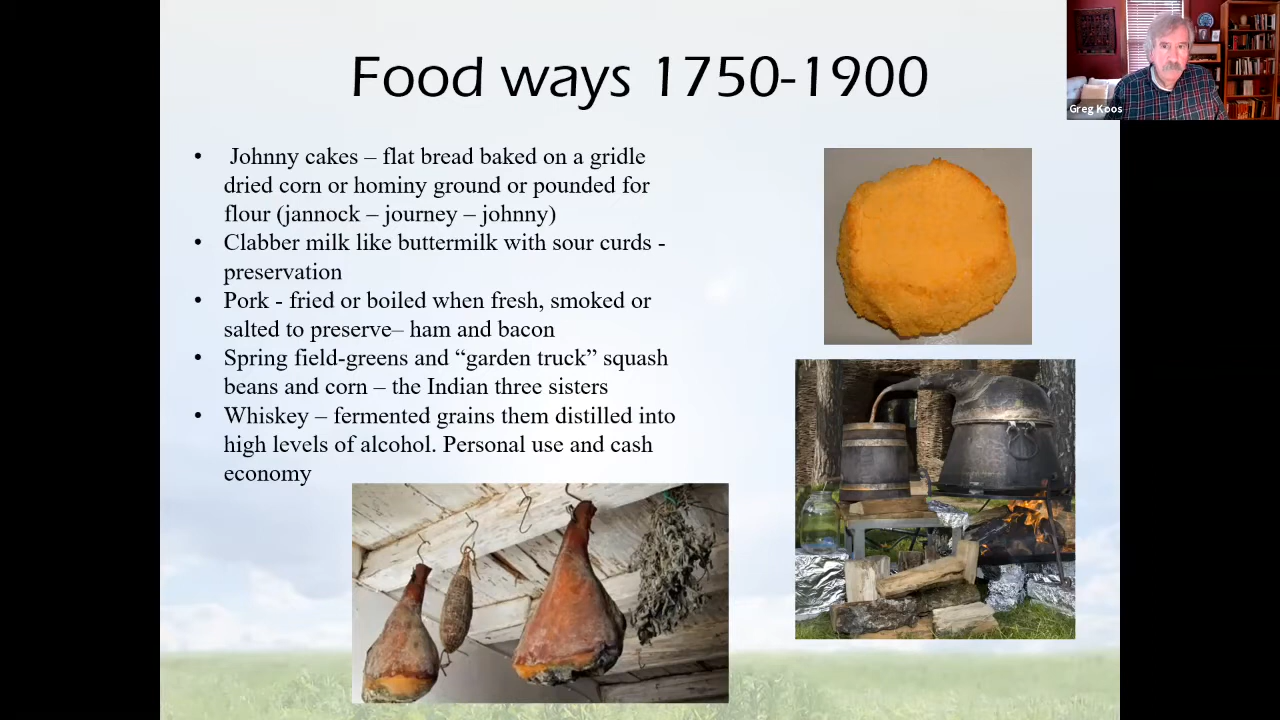 Food ways 1750-1900
Greg Koos
• Johnny cakes – flat bread baked on a gridle
dried corn or hominy ground or pounded for
flour (jannock – journey – johnny)
• Clabber milk like buttermilk with sour curds -
preservation
• Pork - fried or boiled when fresh, smoked or
salted to preserve– ham and bacon
• Spring field-greens and “garden truck” squash
beans and corn – the Indian three sisters
• Whiskey – fermented grains them distilled into
high levels of alcohol. Personal use and cash
economy